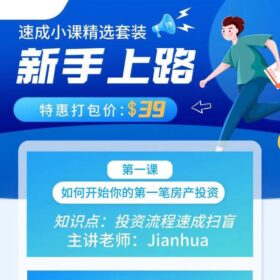 速成小课精选套装
新手上路
特惠打包价：$39
第一课
如何开始你的第一笔房产投资
知识点：投资流程速成扫盲
主讲老师：Jianhua